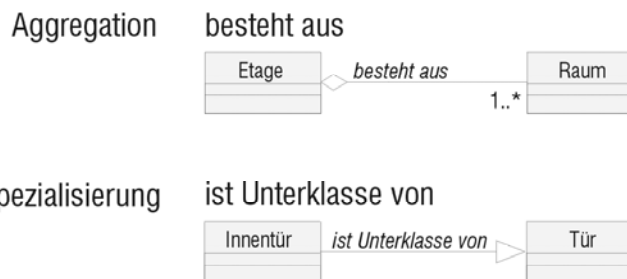 Aggregation besteht aus
Etage besteht aus Raum
1..*
pezialisierung ist Unterklasse von
Innentür ist Unterklasse von Tür